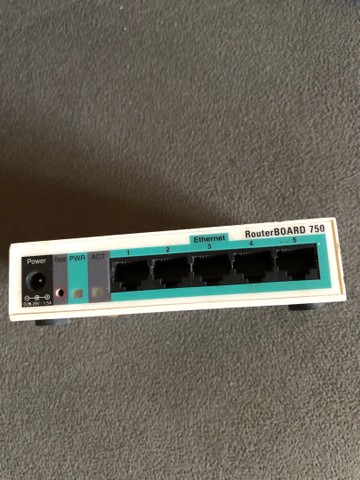 RouterBOARD 750
Ethernet
1 2 3 4 5
Power
PWR
ACT